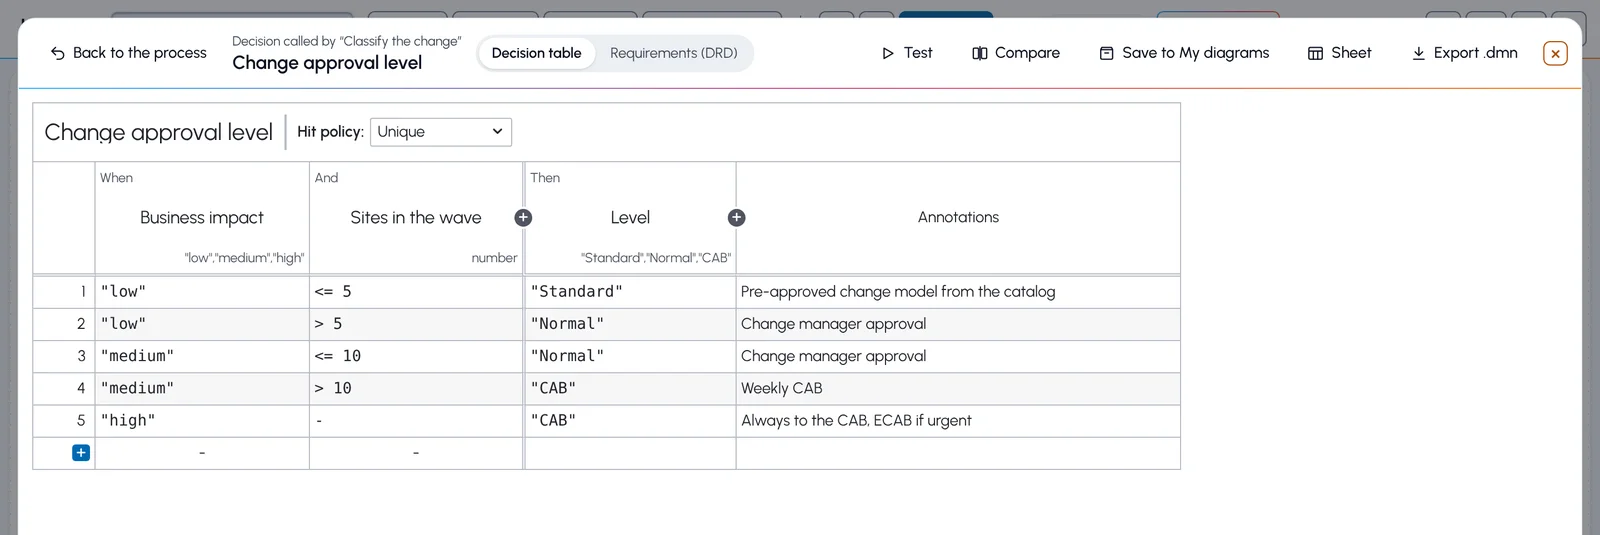 Back to the process
Decision called by “Classify the change”
Change approval level
Decision table
Requirements (DRD)
Test
Compare
Save to My diagrams
Sheet
Export .dmn
Change approval level
Hit policy: Unique
When
And
Then
Business impact
Sites in the wave
Level
Annotations
"low","medium","high"
number
"Standard","Normal","CAB"
1 "low" <= 5 "Standard" Pre-approved change model from the catalog
2 "low" > 5 "Normal" Change manager approval
3 "medium" <= 10 "Normal" Change manager approval
4 "medium" > 10 "CAB" Weekly CAB
5 "high" - "CAB" Always to the CAB, ECAB if urgent
- -